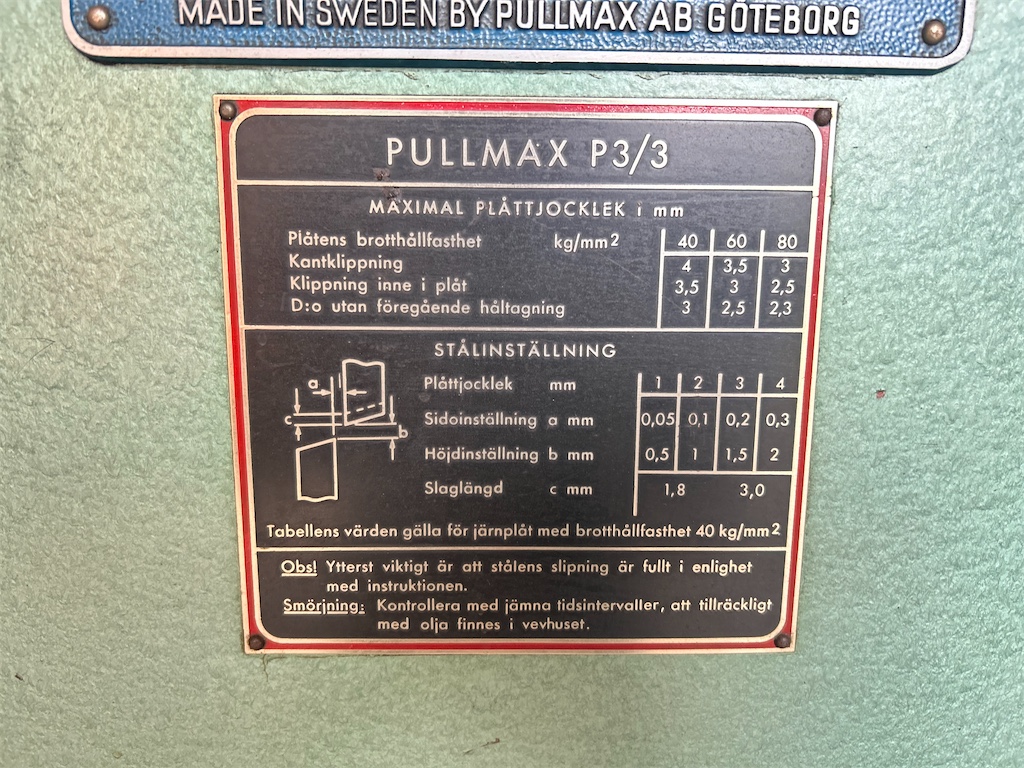 MADE IN SWEDEN BY PULLMAX AB GÖTEBORG
PULLMAX P3/3
MAXIMAL PLÅTTJOCKLEK i mm
Plåtens brotthållfasthet kg/mm2 40 60 80
Kantklippning 4 3,5 3
Klippning inne i plåt 3,5 3 2,5
D:o utan föregående håltagning 3 2,5 2,3
STÅLINSTÄLLNING
Plåttjocklek mm 1 2 3 4
Sidoinställning a mm 0,05 0,1 0,2 0,3
Höjdinställning b mm 0,5 1 1,5 2
Slaglängd c mm 1,8 3,0
a
c
b
Tabellens värden gälla för järnplåt med brotthållfasthet 40 kg/mm2
Obs! Ytterst viktigt är att stålens slipning är fullt i enlighet
med instruktionen.
Smörjning: Kontrollera med jämna tidsintervaller, att tillräckligt
med olja finnes i vevhuset.